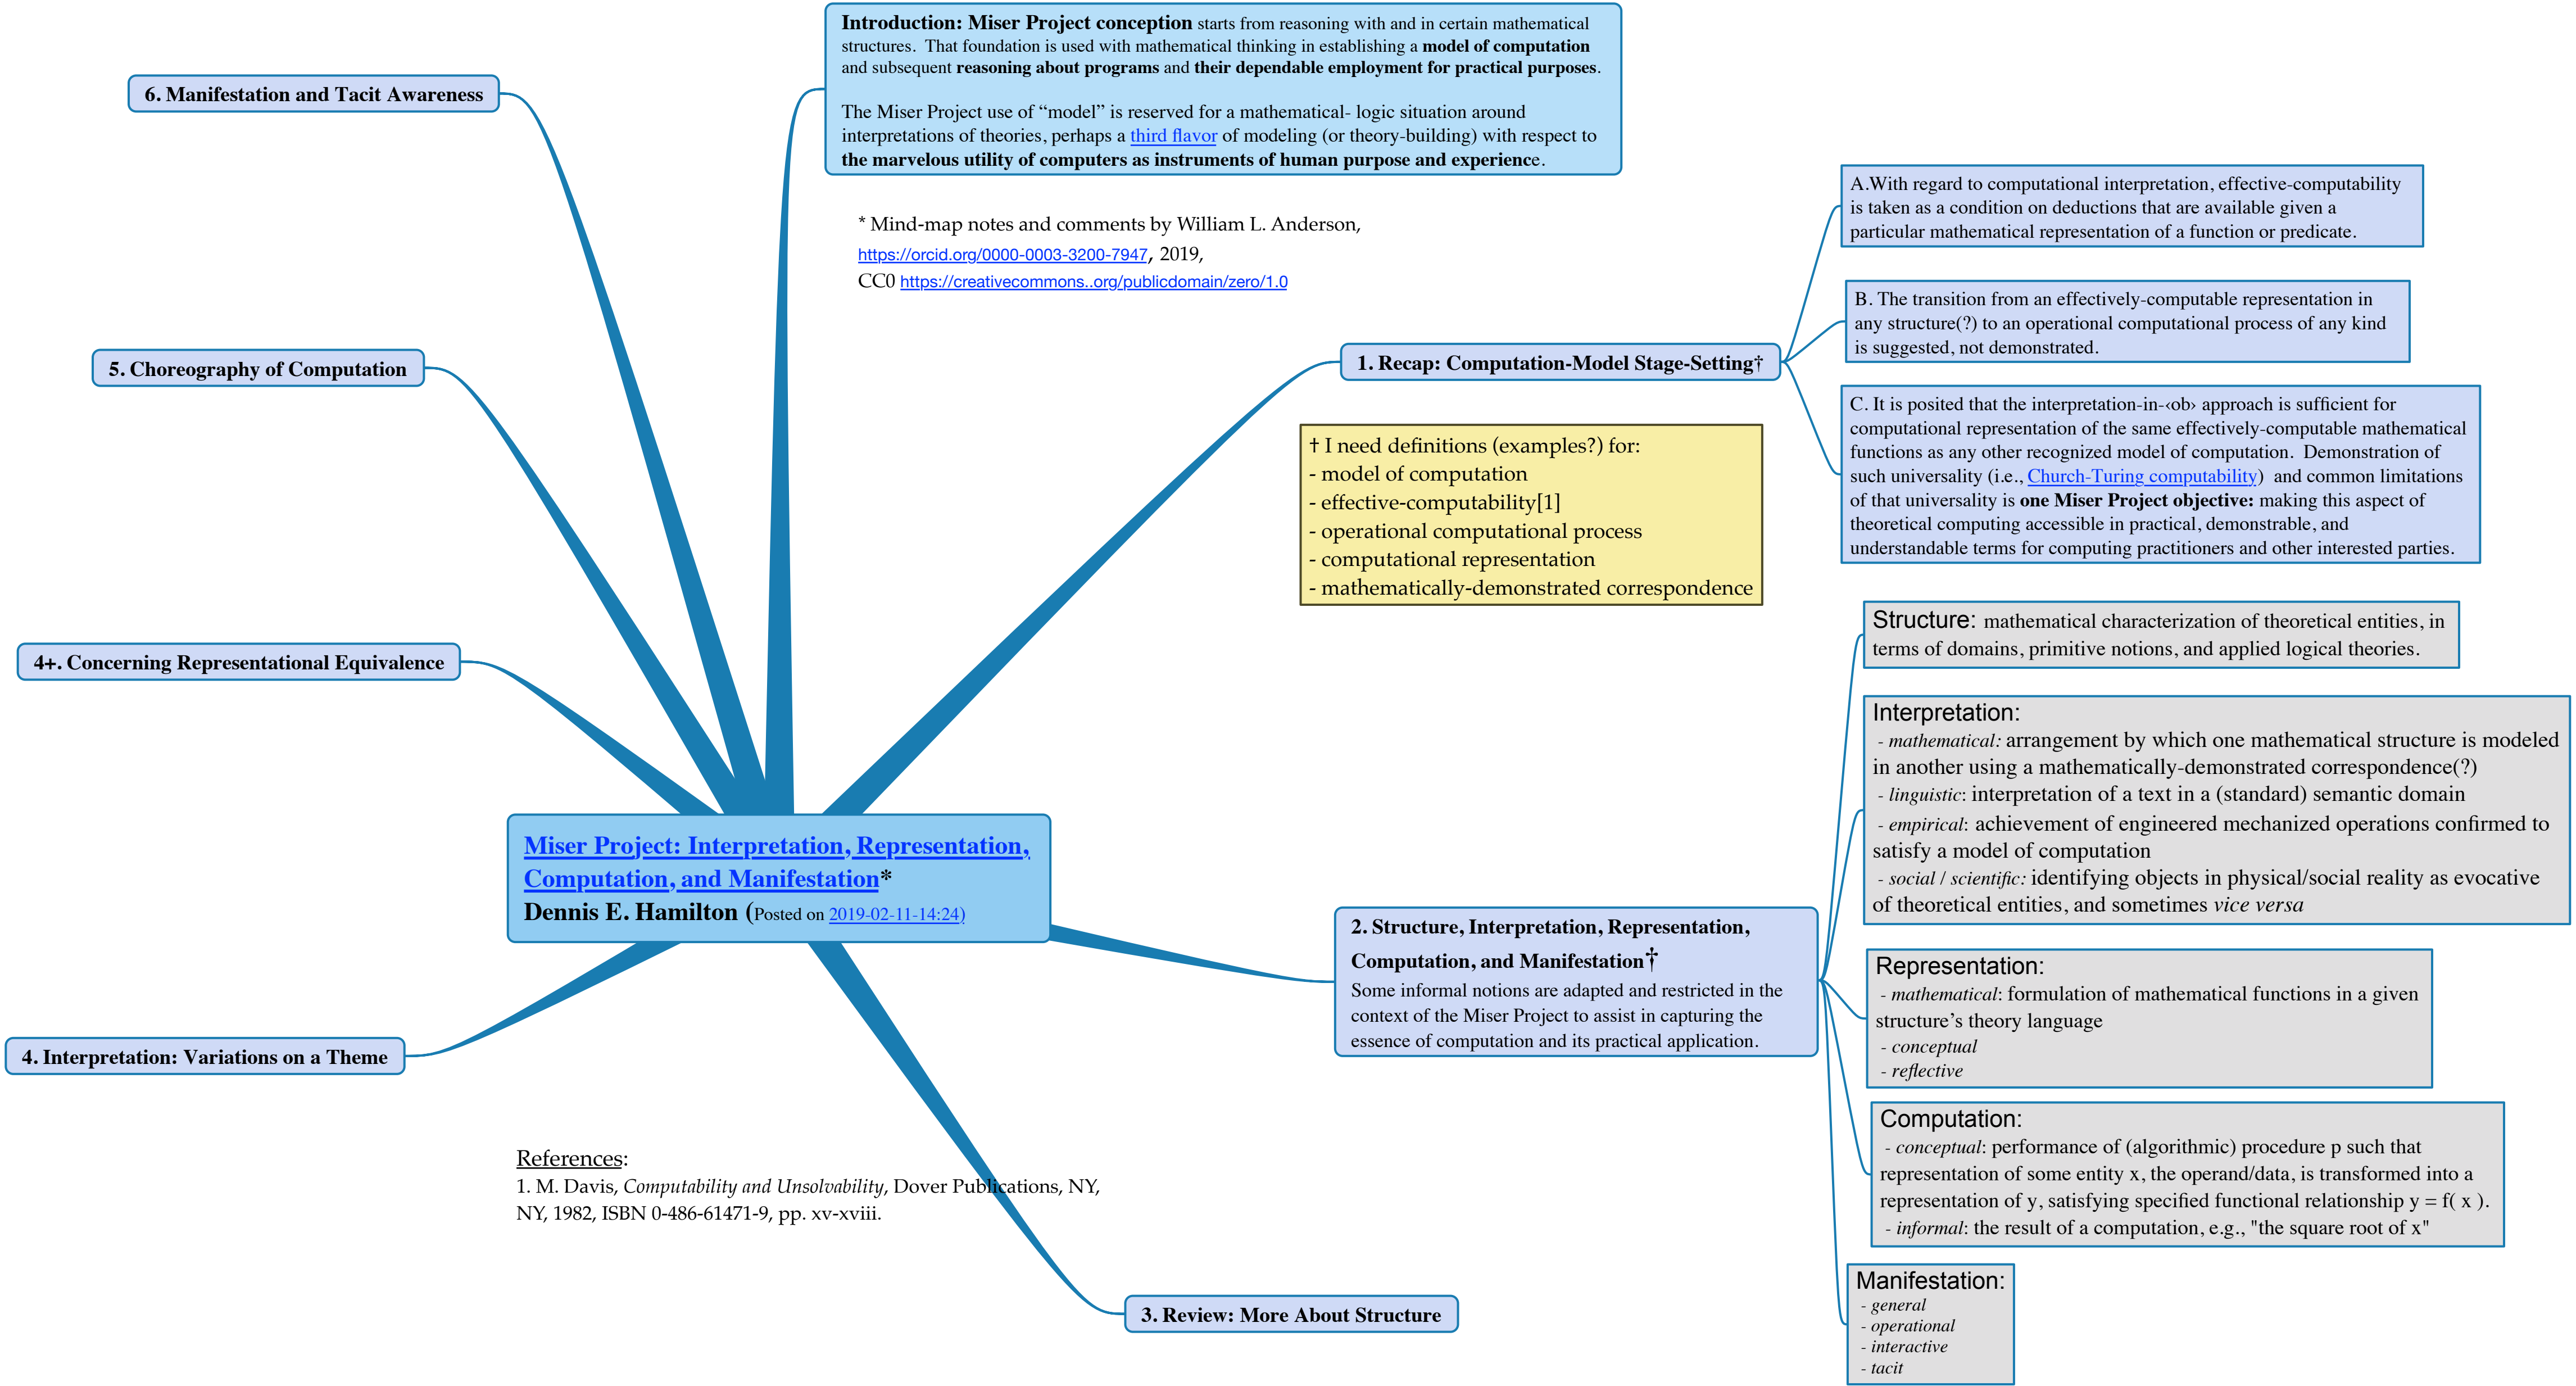 Introduction: Miser Project conception starts from reasoning with and in certain mathematical
structures.  That foundation is used with mathematical thinking in establishing a model of computation
and subsequent reasoning about programs and their dependable employment for practical purposes.
The Miser Project use of “model” is reserved for a mathematical- logic situation around
interpretations of theories, perhaps a third flavor of modeling (or theory-building) with respect to
the marvelous utility of computers as instruments of human purpose and experience.
* Mind-map notes and comments by William L. Anderson,
https://orcid.org/0000-0003-3200-7947, 2019,
CC0 https://creativecommons..org/publicdomain/zero/1.0
Miser Project: Interpretation, Representation,
Computation, and Manifestation*
Dennis E. Hamilton (Posted on 2019-02-11-14:24)
1. Recap: Computation-Model Stage-Setting†
A.With regard to computational interpretation, effective-computability
is taken as a condition on deductions that are available given a
particular mathematical representation of a function or predicate.
B. The transition from an effectively-computable representation in
any structure(?) to an operational computational process of any kind
is suggested, not demonstrated.
C. It is posited that the interpretation-in-‹ob› approach is sufficient for
computational representation of the same effectively-computable mathematical
functions as any other recognized model of computation.  Demonstration of
such universality (i.e., Church-Turing computability)  and common limitations
of that universality is one Miser Project objective: making this aspect of
theoretical computing accessible in practical, demonstrable, and
understandable terms for computing practitioners and other interested parties.
† I need definitions (examples?) for:
- model of computation
- effective-computability[1]
- operational computational process
- computational representation
- mathematically-demonstrated correspondence
2. Structure, Interpretation, Representation,
Computation, and Manifestation†
Some informal notions are adapted and restricted in the
context of the Miser Project to assist in capturing the
essence of computation and its practical application.
Structure: mathematical characterization of theoretical entities, in
terms of domains, primitive notions, and applied logical theories.
Interpretation:
- mathematical: arrangement by which one mathematical structure is modeled
in another using a mathematically-demonstrated correspondence(?)
- linguistic: interpretation of a text in a (standard) semantic domain
- empirical: achievement of engineered mechanized operations confirmed to
satisfy a model of computation
- social / scientific: identifying objects in physical/social reality as evocative
of theoretical entities, and sometimes vice versa
Representation:
- mathematical: formulation of mathematical functions in a given
structure’s theory language
- conceptual
- reflective
Computation:
- conceptual: performance of (algorithmic) procedure p such that
representation of some entity x, the operand/data, is transformed into a
representation of y, satisfying specified functional relationship y = f( x ).
- informal: the result of a computation, e.g., "the square root of x"
Manifestation:
- general
- operational
- interactive
- tacit
3. Review: More About Structure
4. Interpretation: Variations on a Theme
4+. Concerning Representational Equivalence
5. Choreography of Computation
6. Manifestation and Tacit Awareness
References:
1. M. Davis, Computability and Unsolvability, Dover Publications, NY,
NY, 1982, ISBN 0-486-61471-9, pp. xv-xviii.